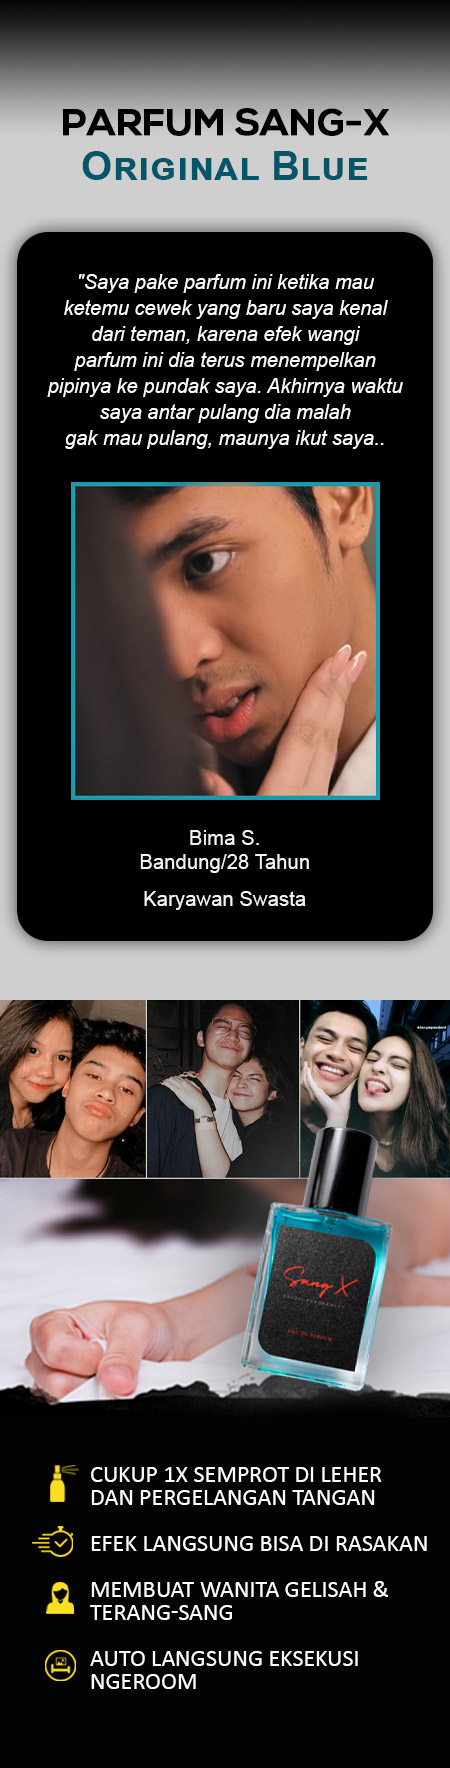 PARFUM SANG-X
ORIGINAL BLUE
"Saya pake parfum ini ketika mau
ketemu cewek yang baru saya kenal
dari teman, karena efek wangi
parfum ini dia terus menempelkan
pipinya ke pundak saya. Akhirnya waktu
saya antar pulang dia malah
gak mau pulang, maunya ikut saya..
Bima S.
Bandung/28 Tahun
Karyawan Swasta
Sang X
EAU DE PARFUM
CUKUP 1X SEMPROT DI LEHER
DAN PERGELANGAN TANGAN
EFEK LANGSUNG BISA DI RASAKAN
MEMBUAT WANITA GELISAH &
TERANG-SANG
AUTO LANGSUNG EKSEKUSI
NGEROOM